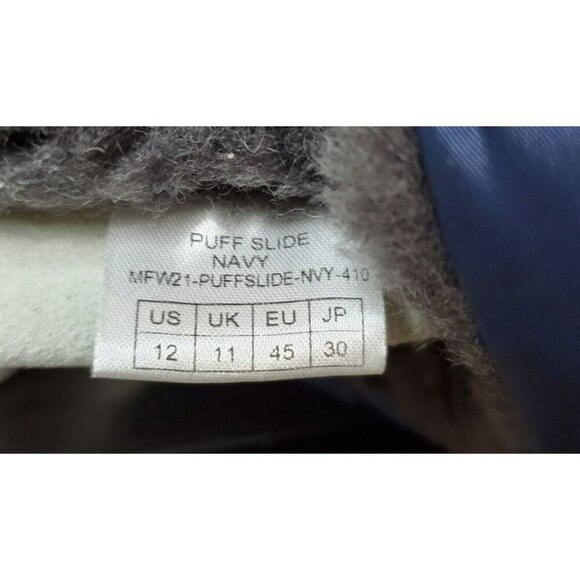 PUFF SLIDE
NAVY
MFW21-PUFFSLIDE-NVY-410
US UK EU JP
12 11 45 30